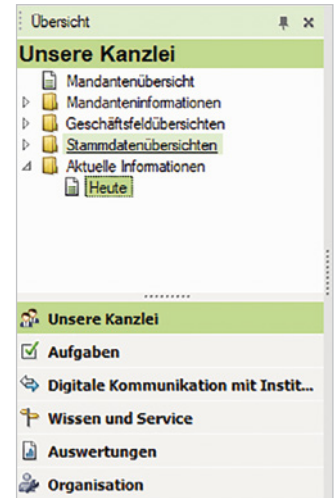 Übersicht
Unsere Kanzlei
Mandantenübersicht
Mandanteninformationen
Geschäftsfeldübersichten
Stammdatenübersichten
Aktuelle Informationen
Heute
Unsere Kanzlei
Aufgaben
Digitale Kommunikation mit Instit...
Wissen und Service
Auswertungen
Organisation